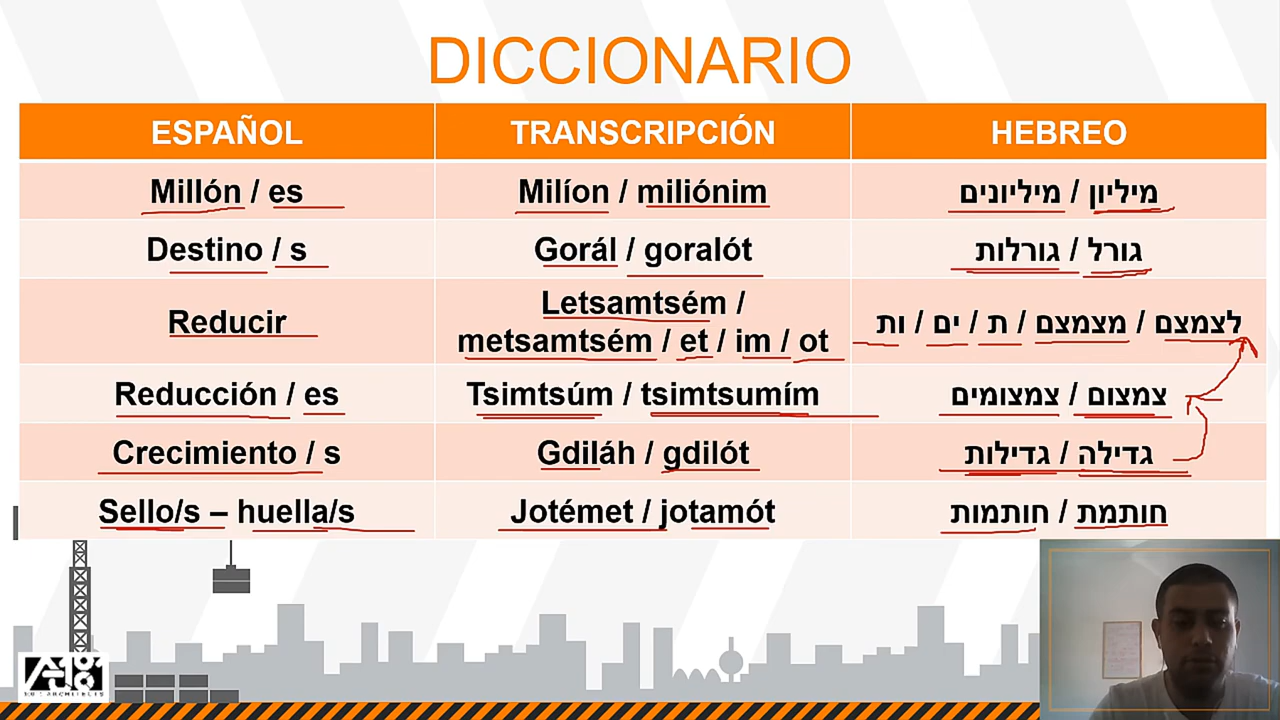 DICCIONARIO
ESPAÑOL TRANSCRIPCIÓN HEBREO
Millón / es Milíon / miliónim מיליון / מיליונים
Destino / s Gorál / goralót גורל / גורלות
Reducir Letsamtsém / metsamtsém / et / im / ot לצמצם / מצמצם / ת / ים / ות
Reducción / es Tsimtsúm / tsimtsumím צמצום / צמצומים
Crecimiento / s Gdiláh / gdilót גדילה / גדילות
Sello/s – huella/s Jotémet / jotamót חותמת / חותמות